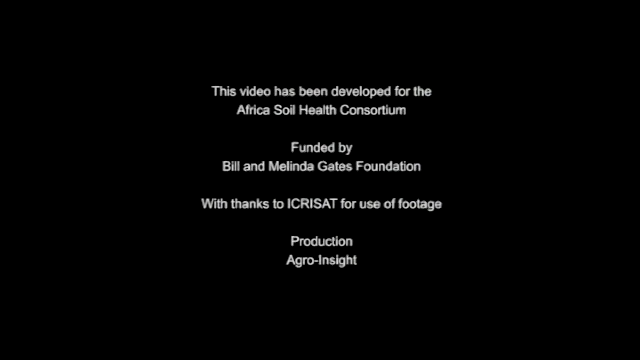 This video has been developed for the
Africa Soil Health Consortium
Funded by
Bill and Melinda Gates Foundation
With thanks to ICRISAT for use of footage
Production
Agro-Insight